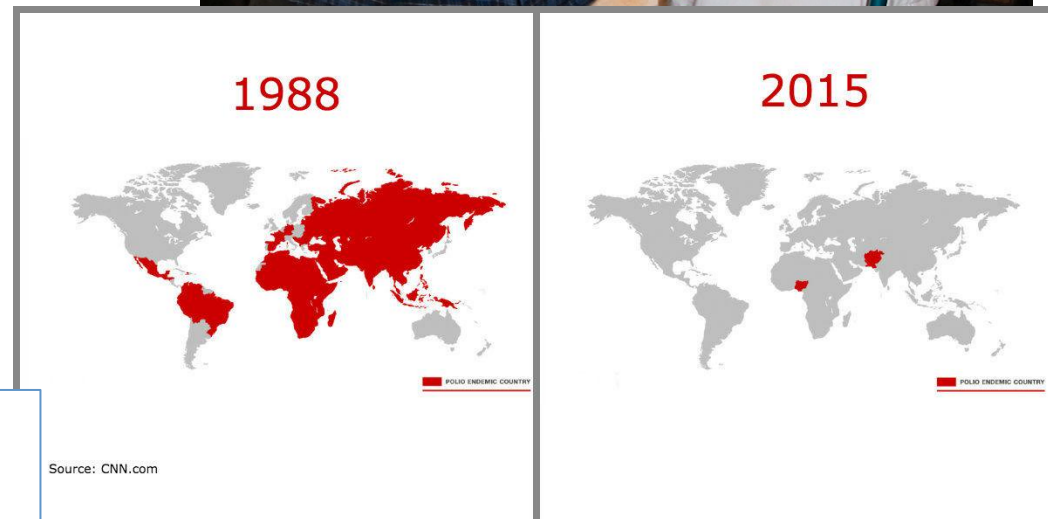 1988
POLIO ENDEMIC COUNTRY
Source: CNN.com
2015
POLIO ENDEMIC COUNTRY